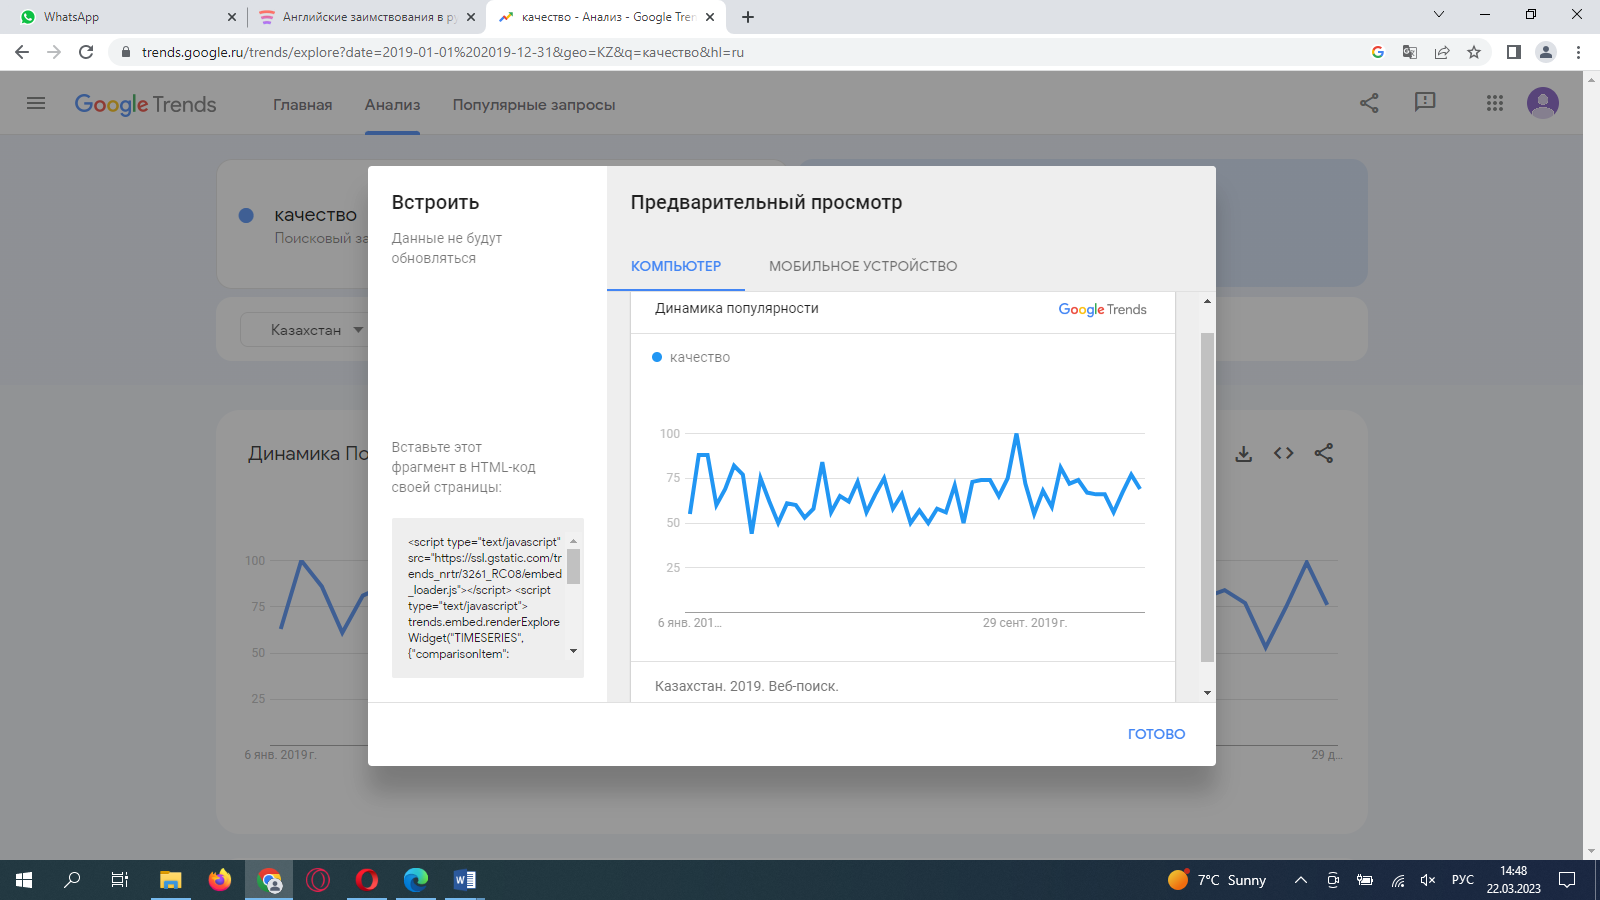 WhatsApp
Английские заимствования в ру
качество - Анализ - Google Tren
trends.google.ru/trends/explore?date=2019-01-01%202019-12-31&geo=KZ&q=качество&hl=ru
Google Trends
Главная
Анализ
Популярные запросы
качество
Поисковый за
Казахстан
Динамика По
100
75
50
25
6 янв. 2019 г.
29 д...
Встроить
Данные не будут
обновляться
Вставьте этот
фрагмент в HTML-код
своей страницы:
<script type="text/javascript"
src="https://ssl.gstatic.com/tr
ends_nrtr/3261_RC08/embed
_loader.js"></script> <script
type="text/javascript">
trends.embed.renderExplore
Widget("TIMESERIES",
{"comparisonItem":
Предварительный просмотр
КОМПЬЮТЕР
МОБИЛЬНОЕ УСТРОЙСТВО
Динамика популярности
Google Trends
качество
100
75
50
25
6 янв. 201...
29 сент. 2019 г.
Казахстан. 2019. Веб-поиск.
ГОТОВО
7°C Sunny
РУС
14:48
22.03.2023